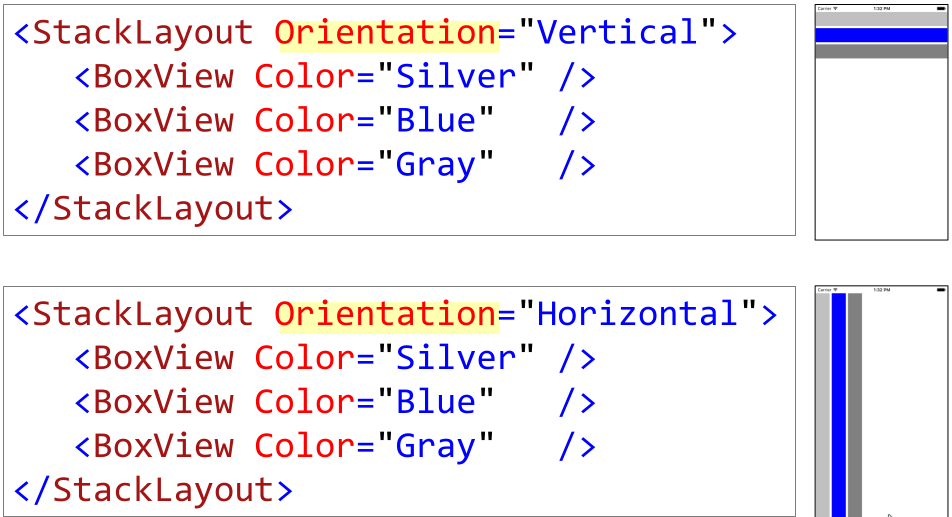 <StackLayout Orientation="Vertical">
   <BoxView Color="Silver" />
   <BoxView Color="Blue"   />
   <BoxView Color="Gray"   />
</StackLayout>
Carrier 1:32 PM
<StackLayout Orientation="Horizontal">
   <BoxView Color="Silver" />
   <BoxView Color="Blue"   />
   <BoxView Color="Gray"   />
</StackLayout>
Carrier 1:32 PM